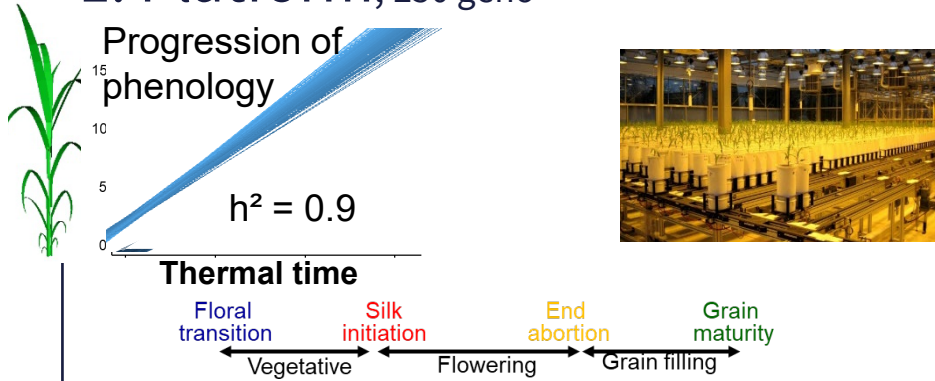 Progression of
phenology
15
10
5
0
h² = 0.9
Thermal time
Floral
transition
Silk
initiation
End
abortion
Grain
maturity
Vegetative
Flowering
Grain filling